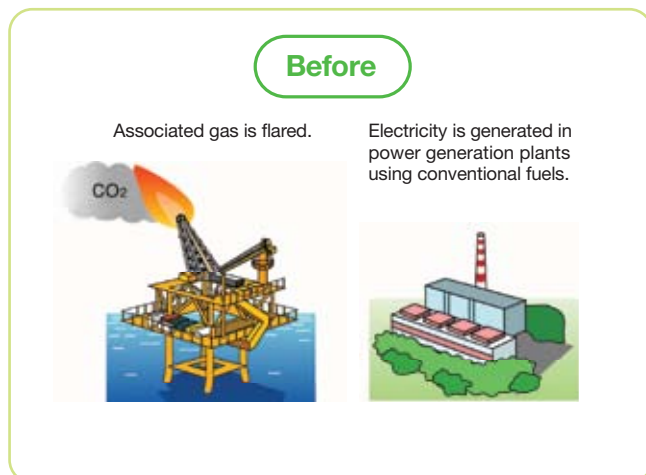 Before
Associated gas is flared.
Electricity is generated in
power generation plants
using conventional fuels.
CO₂